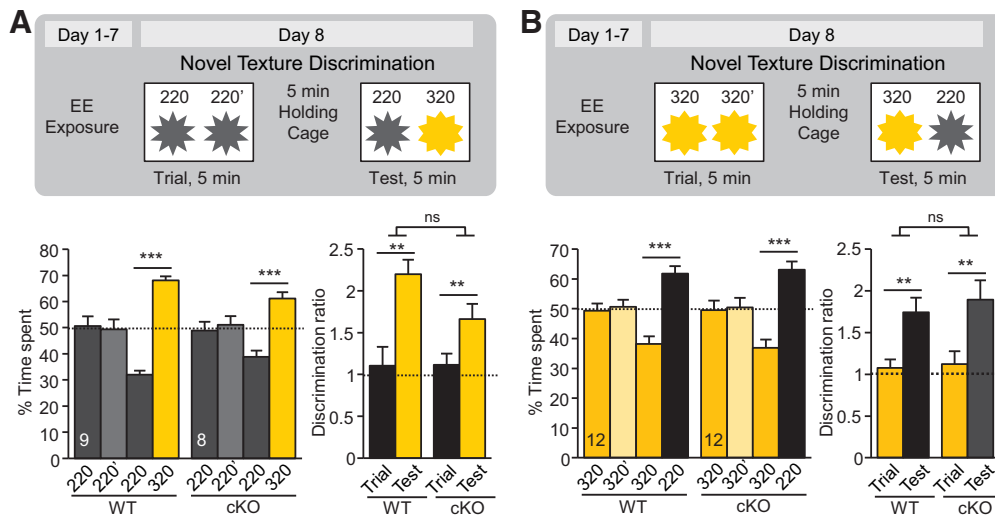 A
Day 1-7
Day 8
Novel Texture Discrimination
EE
Exposure
220 220’
5 min
Holding
Cage
220 320
Trial, 5 min
Test, 5 min
% Time spent
80
70
60
50
40
30
20
10
0
***
***
9
8
220 220’ 220 320 220 220’ 220 320
WT cKO
Discrimination ratio
2.5
2
1.5
1
0.5
0
ns
**
**
Trial Test Trial Test
WT cKO
B
Day 1-7
Day 8
Novel Texture Discrimination
EE
Exposure
320 320’
5 min
Holding
Cage
320 220
Trial, 5 min
Test, 5 min
% Time spent
70
60
50
40
30
20
10
0
***
***
12
12
320 320’ 320 220 320 320’ 320 220
WT cKO
Discrimination ratio
2.5
2
1.5
1
0.5
0
ns
**
**
Trial Test Trial Test
WT cKO